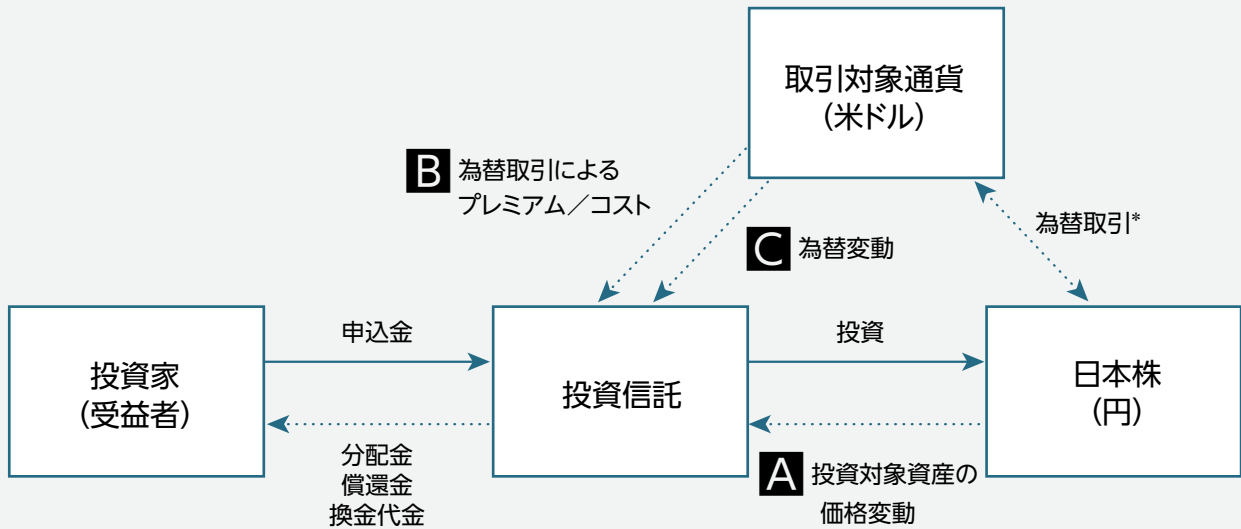 取引対象通貨
(米ドル)
B 為替取引による
プレミアム／コスト
C 為替変動
為替取引*
投資家
(受益者)
申込金
分配金
償還金
換金代金
投資信託
投資
A 投資対象資産の
価格変動
日本株
(円)